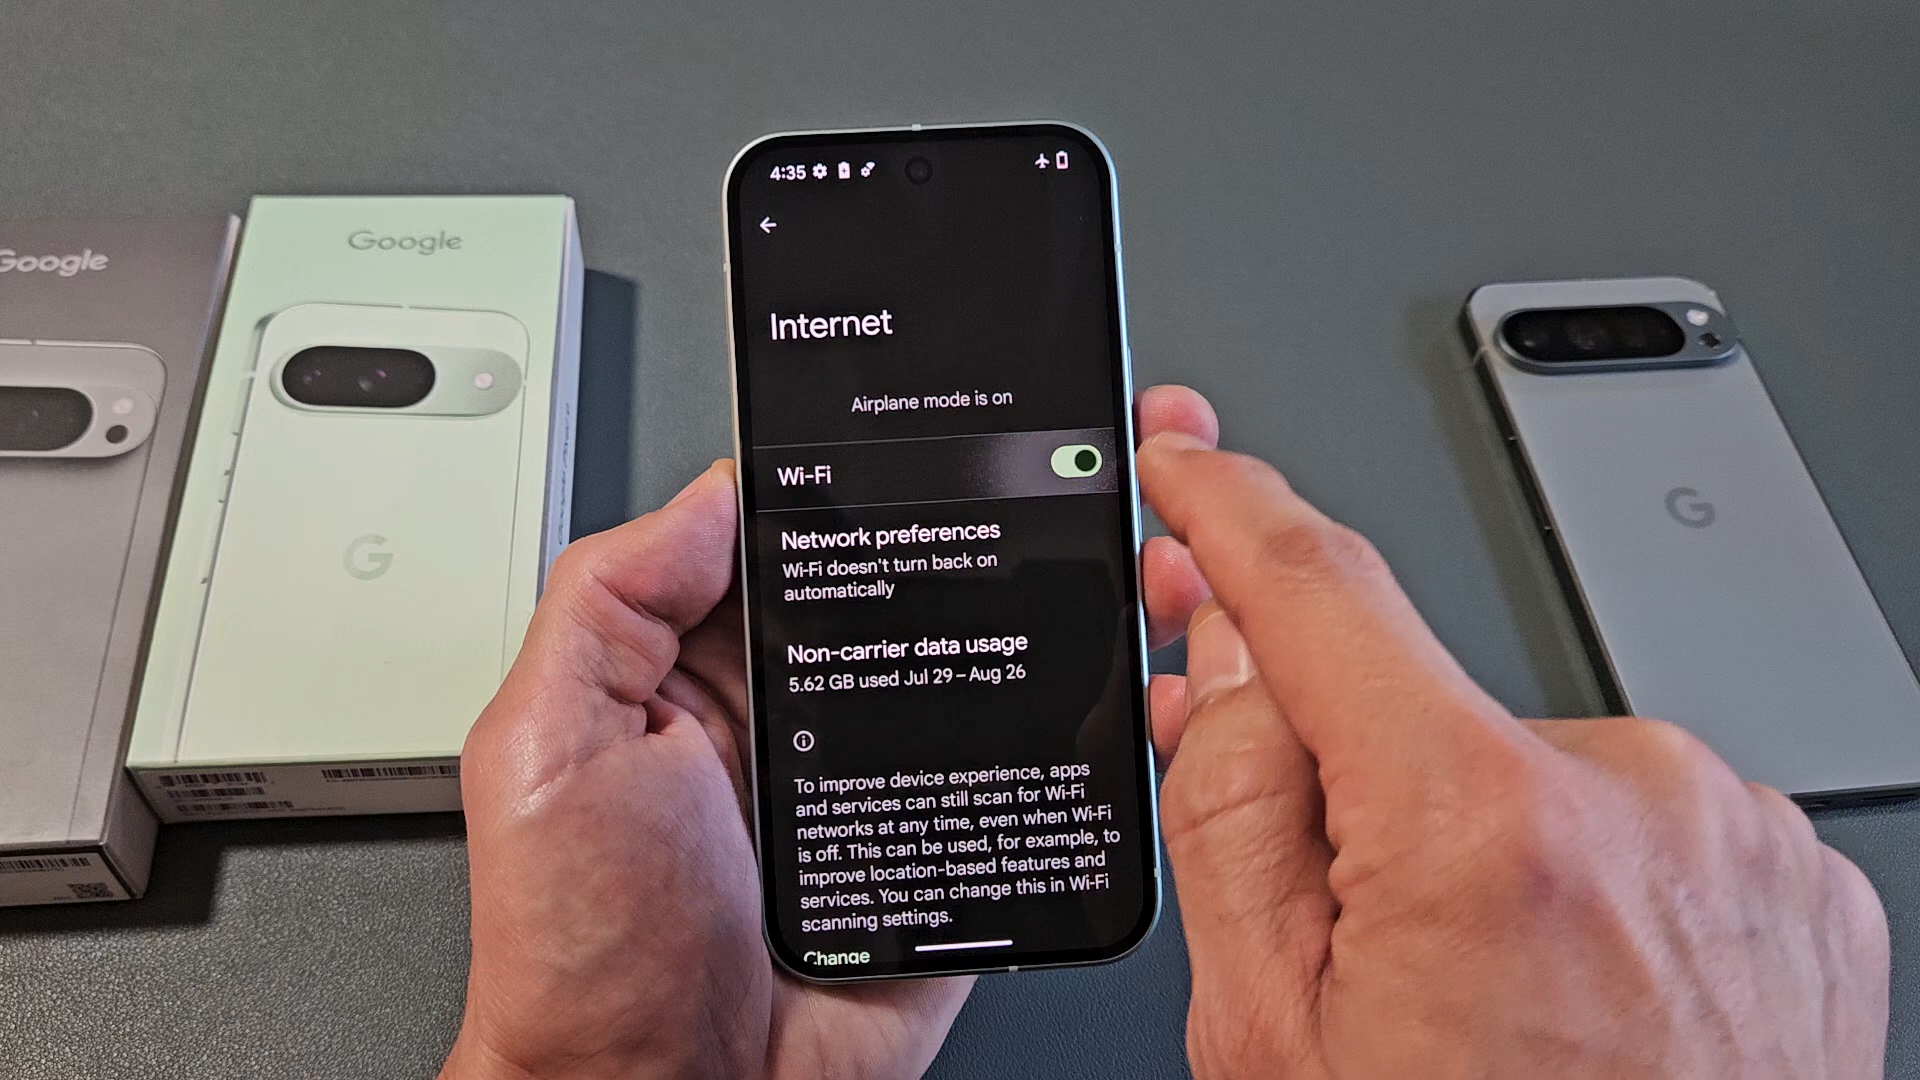 Google
Google
G
G
4:35
Internet
Airplane mode is on
Wi-Fi
Network preferences
Wi-Fi doesn't turn back on
automatically
Non-carrier data usage
5.62 GB used Jul 29 – Aug 26
To improve device experience, apps
and services can still scan for Wi-Fi
networks at any time, even when Wi-Fi
is off. This can be used, for example, to
improve location-based features and
services. You can change this in Wi-Fi
scanning settings.
Change